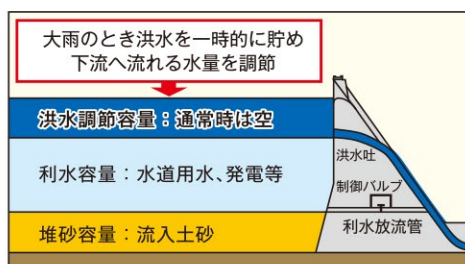 大雨のとき洪水を一時的に貯め
下流へ流れる水量を調節
洪水調節容量：通常時は空
利水容量：水道用水、発電等
堆砂容量：流入土砂
洪水吐
制御バルブ
利水放流管